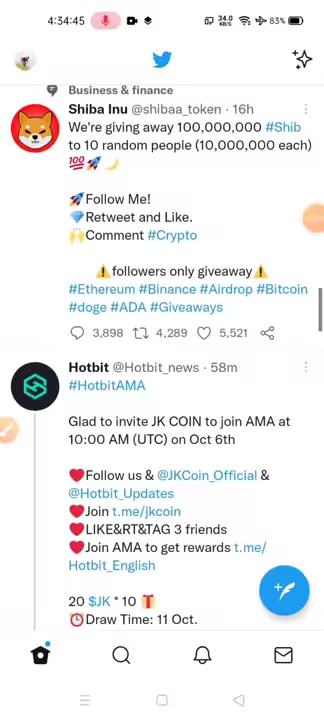 4:34:45
34.0
KB/S
83%
Business & finance
Shiba Inu @shibaa_token · 16h
We're giving away 100,000,000 #Shib
to 10 random people (10,000,000 each)
💯🚀🌙
🚀Follow Me!
💎Retweet and Like.
🙌Comment #Crypto
⚠️followers only giveaway⚠️
#Ethereum #Binance #Airdrop #Bitcoin
#doge #ADA #Giveaways
3,898 4,289 5,521
Hotbit @Hotbit_news · 58m
#HotbitAMA
Glad to invite JK COIN to join AMA at
10:00 AM (UTC) on Oct 6th
❤️Follow us & @JKCoin_Official &
@Hotbit_Updates
❤️Join t.me/jkcoin
❤️LIKE&RT&TAG 3 friends
❤️Join AMA to get rewards t.me/
Hotbit_English
20 $JK * 10 🎁
⏰Draw Time: 11 Oct.